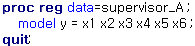 proc reg data=supervisor_A;
model y = x1 x2 x3 x4 x5 x6;
quit;